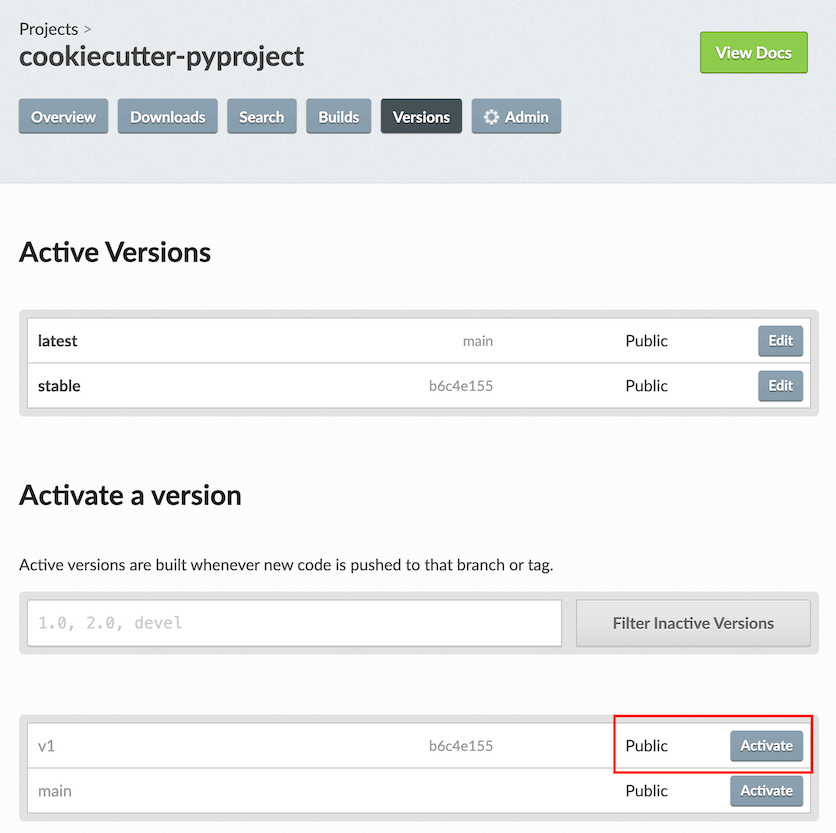 Projects >
cookiecutter-pyproject
View Docs
Overview Downloads Search Builds Versions Admin
Active Versions
latest main Public Edit
stable b6c4e155 Public Edit
Activate a version
Active versions are built whenever new code is pushed to that branch or tag.
1.0, 2.0, devel Filter Inactive Versions
v1 b6c4e155 Public Activate
main Public Activate